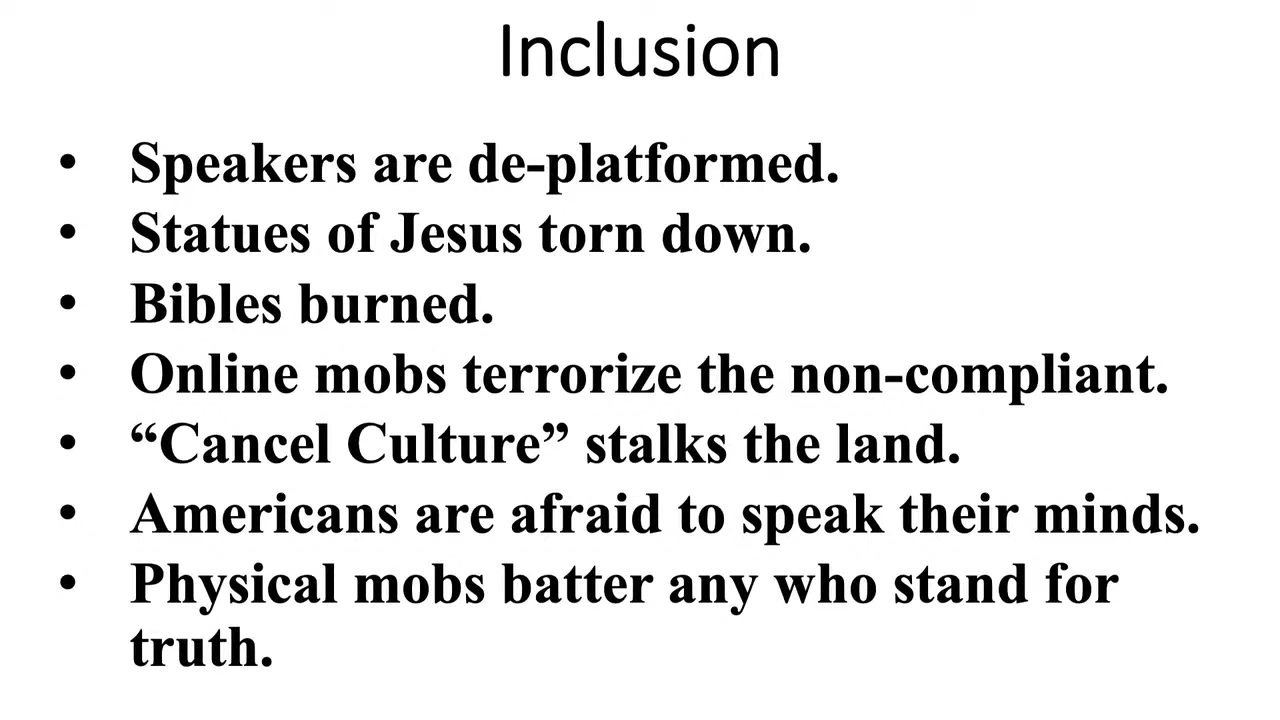 Inclusion
• Speakers are de-platformed.
• Statues of Jesus torn down.
• Bibles burned.
• Online mobs terrorize the non-compliant.
• “Cancel Culture” stalks the land.
• Americans are afraid to speak their minds.
• Physical mobs batter any who stand for
truth.